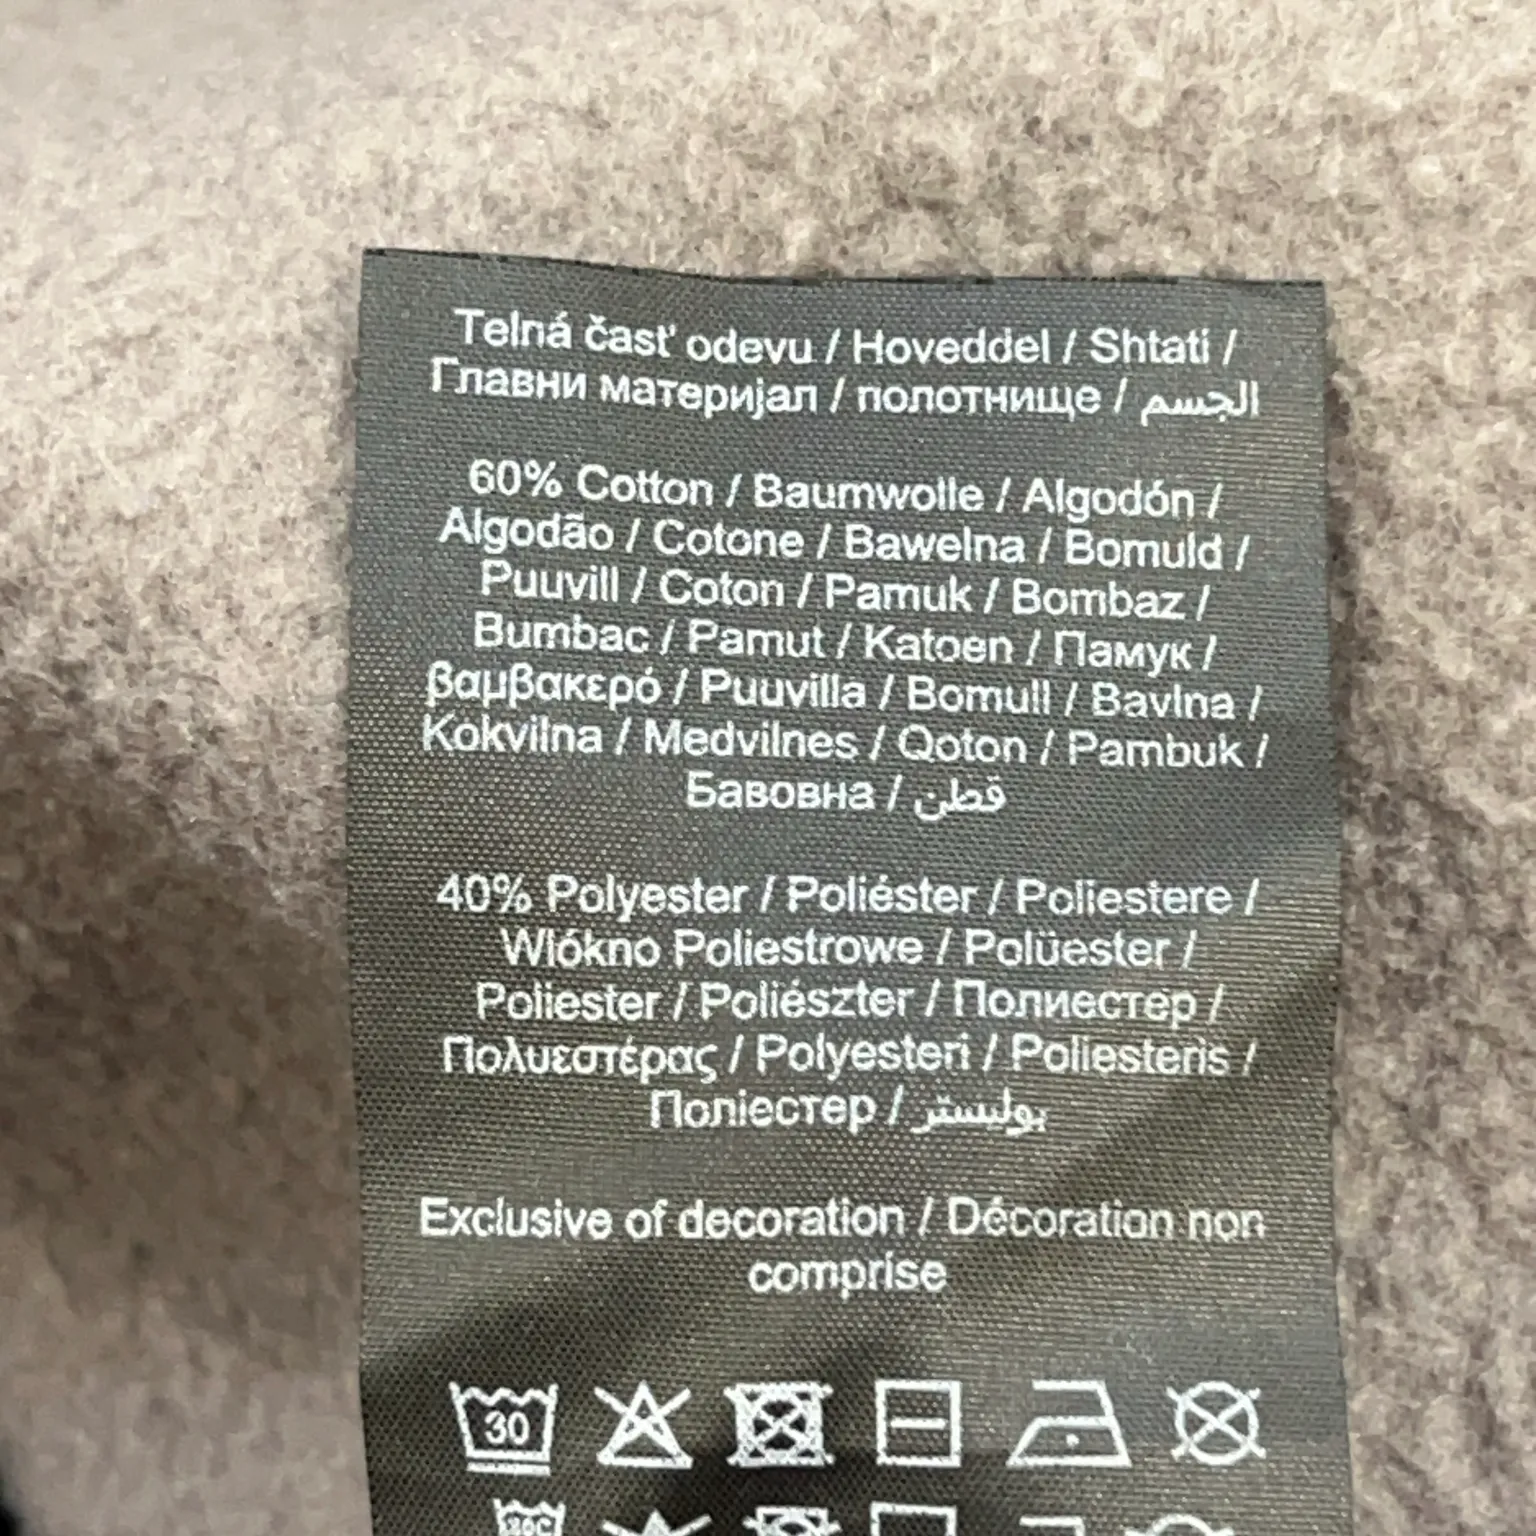 Telná časť odevu / Hoveddel / Shtati /
Главни материјал / полотнище / الجسم
60% Cotton / Baumwolle / Algodón /
Algodão / Cotone / Bawełna / Bomuld /
Puuvill / Coton / Pamuk / Bombaz /
Bumbac / Pamut / Katoen / Памук /
βαμβακερό / Puuvilla / Bomull / Bavlna /
Kokvilna / Medvilnes / Qoton / Pambuk /
Бавовна / قطن
40% Polyester / Poliéster / Poliestere /
Wlókno Poliestrowe / Polüester /
Poliester / Poliészter / Полиестер /
Πολυεστέρας / Polyesteri / Poliesteris /
Поліестер / بوليستر
Exclusive of decoration / Décoration non
comprise
30